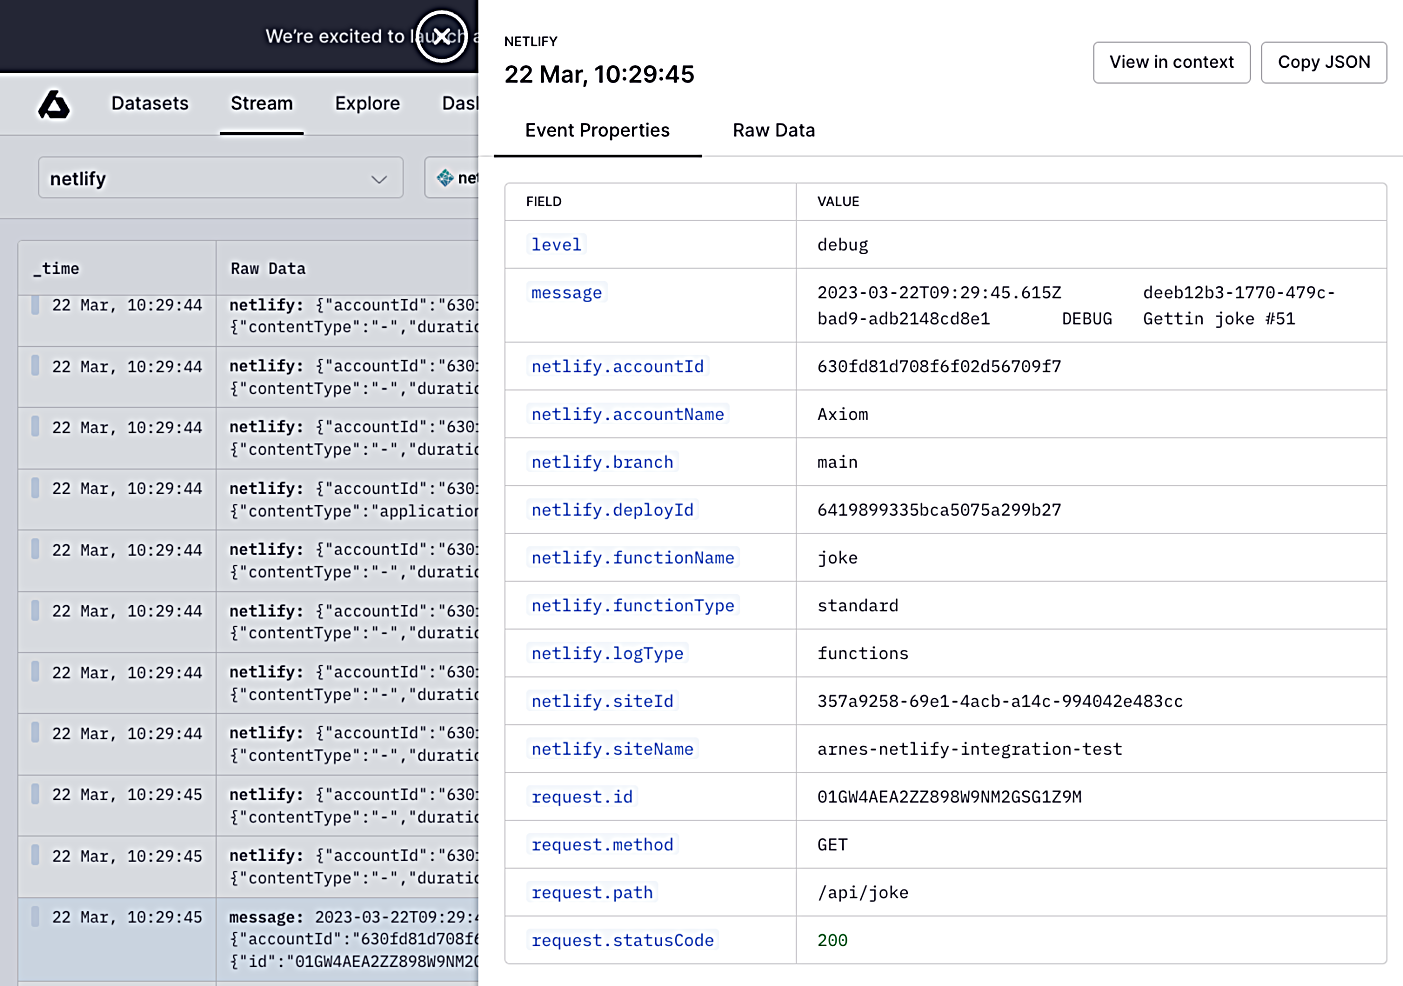 We're excited to launch a
Datasets Stream Explore Das
netlify net
_time Raw Data
22 Mar, 10:29:44 netlify: {"accountId":"630
{"contentType":"-","duratio
22 Mar, 10:29:44 netlify: {"accountId":"630
{"contentType":"-","duratio
22 Mar, 10:29:44 netlify: {"accountId":"630
{"contentType":"-","duratio
22 Mar, 10:29:44 netlify: {"accountId":"630
{"contentType":"application
22 Mar, 10:29:44 netlify: {"accountId":"630
{"contentType":"-","duratio
22 Mar, 10:29:44 netlify: {"accountId":"630
{"contentType":"-","duratio
22 Mar, 10:29:44 netlify: {"accountId":"630
{"contentType":"-","duratio
22 Mar, 10:29:44 netlify: {"accountId":"630
{"contentType":"-","duratio
22 Mar, 10:29:45 netlify: {"accountId":"630
{"contentType":"-","duratio
22 Mar, 10:29:45 netlify: {"accountId":"630
{"contentType":"-","duratio
22 Mar, 10:29:45 message: 2023-03-22T09:29:4
{"accountId":"630fd81d708f6
{"id":"01GW4AEA2ZZ898W9NM2G
NETLIFY
22 Mar, 10:29:45
View in context Copy JSON
Event Properties Raw Data
FIELD VALUE
level debug
message 2023-03-22T09:29:45.615Z deeb12b3-1770-479c-
bad9-adb2148cd8e1 DEBUG Gettin joke #51
netlify.accountId 630fd81d708f6f02d56709f7
netlify.accountName Axiom
netlify.branch main
netlify.deployId 6419899335bca5075a299b27
netlify.functionName joke
netlify.functionType standard
netlify.logType functions
netlify.siteId 357a9258-69e1-4acb-a14c-994042e483cc
netlify.siteName arnes-netlify-integration-test
request.id 01GW4AEA2ZZ898W9NM2GSG1Z9M
request.method GET
request.path /api/joke
request.statusCode 200